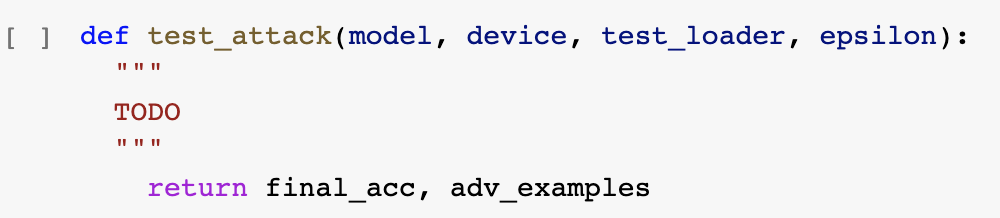 [ ] def test_attack(model, device, test_loader, epsilon):
"""
TODO
"""
return final_acc, adv_examples